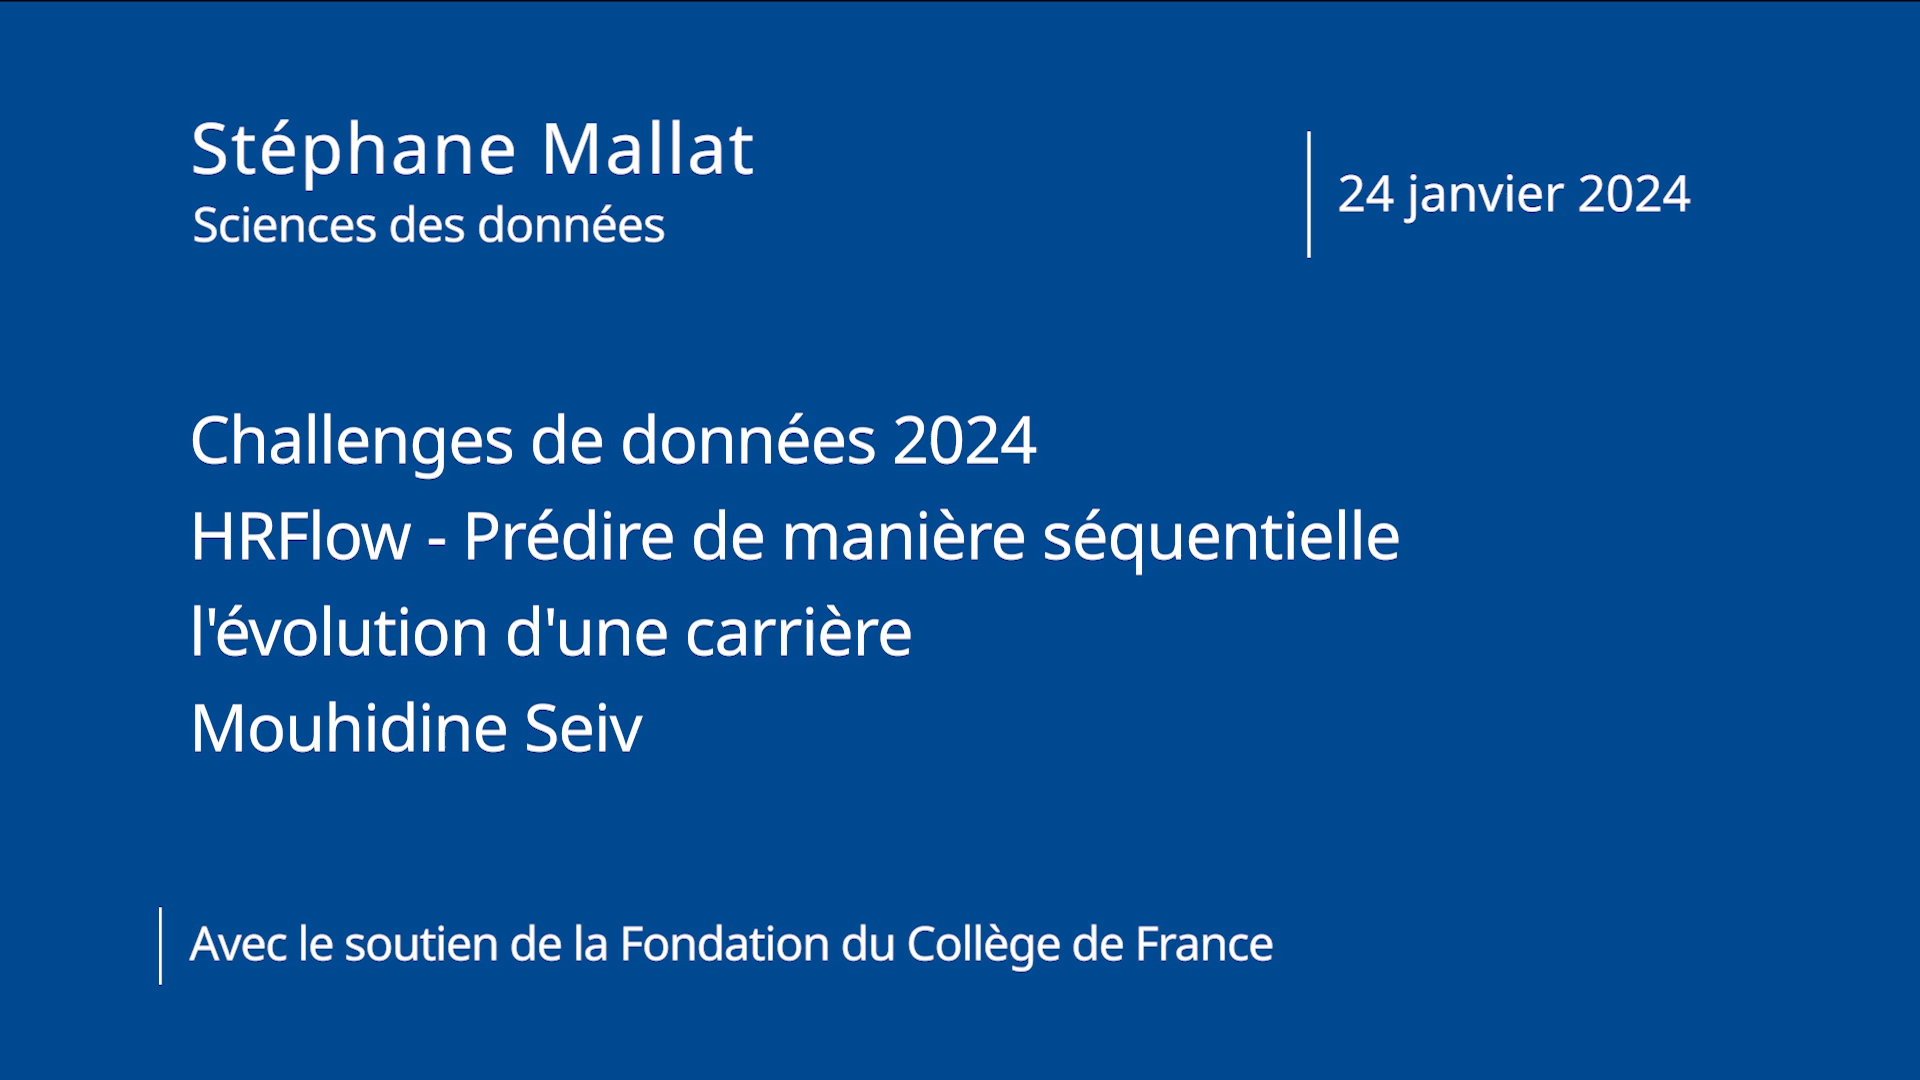 Stéphane Mallat
Sciences des données
24 janvier 2024
Challenges de données 2024
HRFlow - Prédire de manière séquentielle
l'évolution d'une carrière
Mouhidine Seiv
Avec le soutien de la Fondation du Collège de France